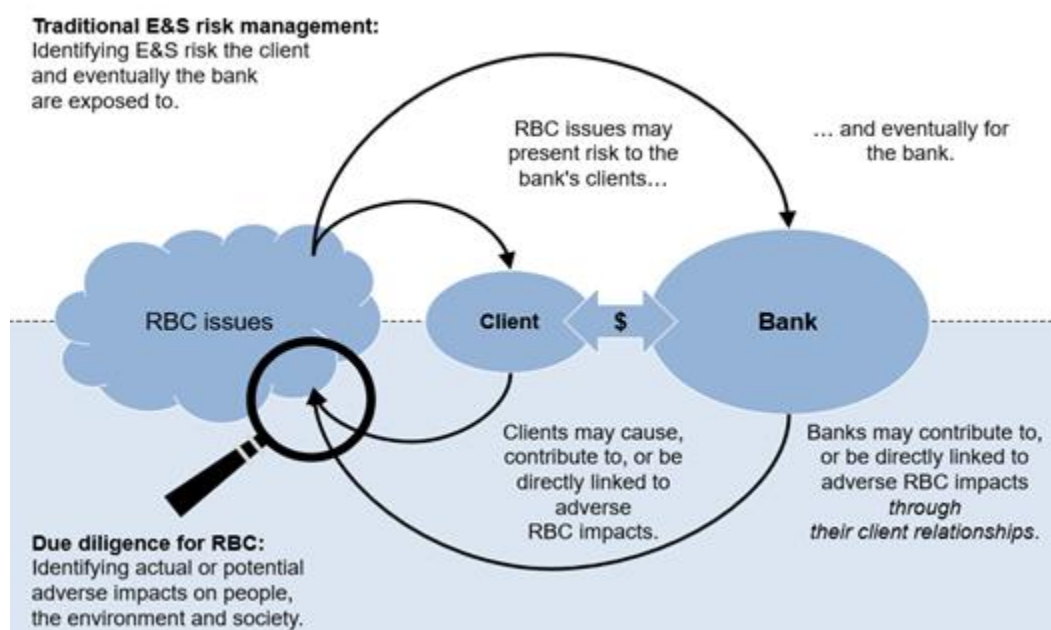 Traditional E&S risk management:
Identifying E&S risk the client
and eventually the bank
are exposed to.
RBC issues may
present risk to the
bank's clients…
… and eventually for
the bank.
RBC issues
Client
$
Bank
Clients may cause,
contribute to, or be
directly linked to
adverse
RBC impacts.
Banks may contribute to,
or be directly linked to
adverse RBC impacts
through
their client relationships.
Due diligence for RBC:
Identifying actual or potential
adverse impacts on people,
the environment and society.